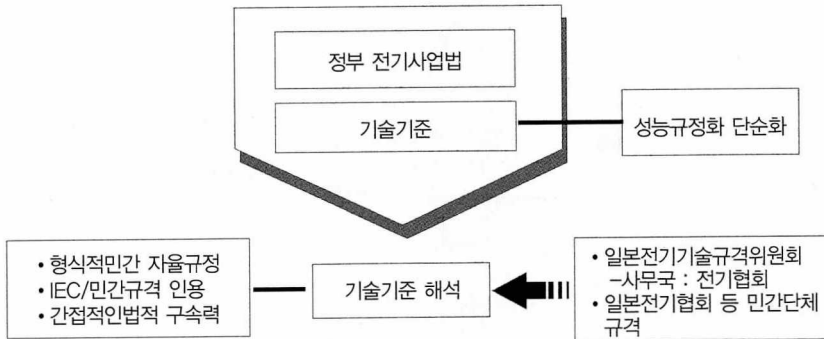 정부 전기사업법
기술기준
성능규정화 단순화
• 형식적민간 자율규정
• IEC/민간규격 인용
• 간접적인법적 구속력
기술기준 해석
• 일본전기기술규격위원회
–사무국 : 전기협회
• 일본전기협회 등 민간단체
규격